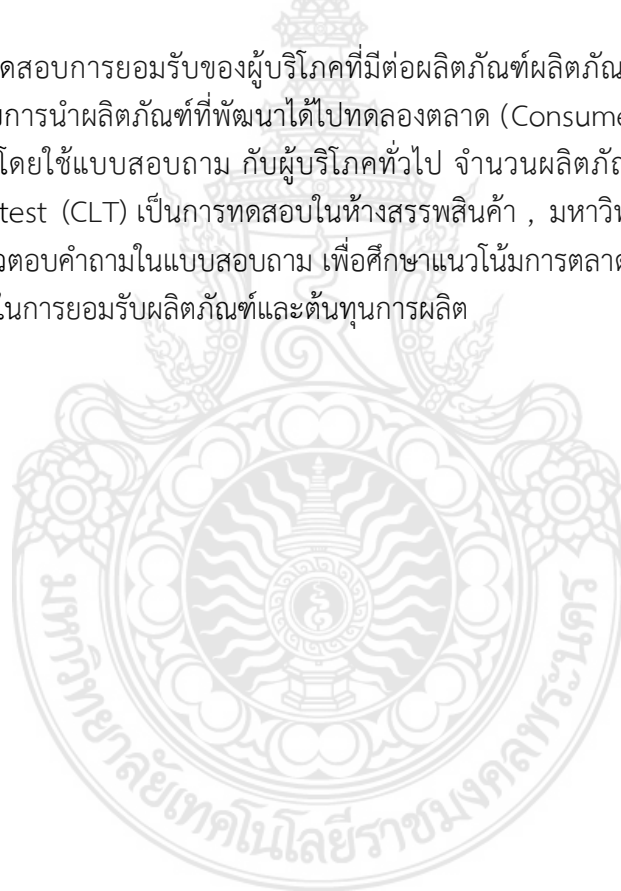 ดสอบการยอมรับของผู้บริโภคที่มีต่อผลิตภัณฑ์ผลิตภัณ
การนำผลิตภัณฑ์ที่พัฒนาได้ไปทดลองตลาด (Consume
โดยใช้แบบสอบถาม กับผู้บริโภคทั่วไป จำนวนผลิตภัณ
test (CLT) เป็นการทดสอบในห้างสรรพสินค้า , มหาวิท
วตอบคำถามในแบบสอบถาม เพื่อศึกษาแนวโน้มการตลาด
ในการยอมรับผลิตภัณฑ์และต้นทุนการผลิต
มหาวิทยาลัยเทคโนโลยีราชมงคลพระนคร